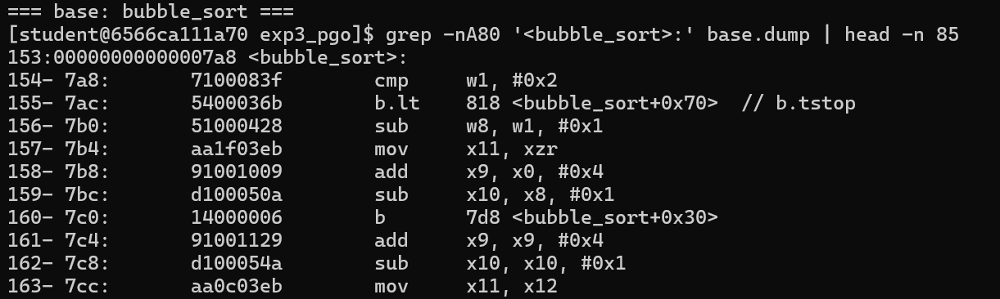 === base: bubble_sort ===
[student@6566ca111a70 exp3_pgo]$ grep -nA80 '<bubble_sort>:' base.dump | head -n 85
153:00000000000007a8 <bubble_sort>:
154- 7a8:       7100083f        cmp     w1, #0x2
155- 7ac:       5400036b        b.lt    818 <bubble_sort+0x70>  // b.tstop
156- 7b0:       51000428        sub     w8, w1, #0x1
157- 7b4:       aa1f03eb        mov     x11, xzr
158- 7b8:       91001009        add     x9, x0, #0x4
159- 7bc:       d100050a        sub     x10, x8, #0x1
160- 7c0:       14000006        b       7d8 <bubble_sort+0x30>
161- 7c4:       91001129        add     x9, x9, #0x4
162- 7c8:       d100054a        sub     x10, x10, #0x1
163- 7cc:       aa0c03eb        mov     x11, x12